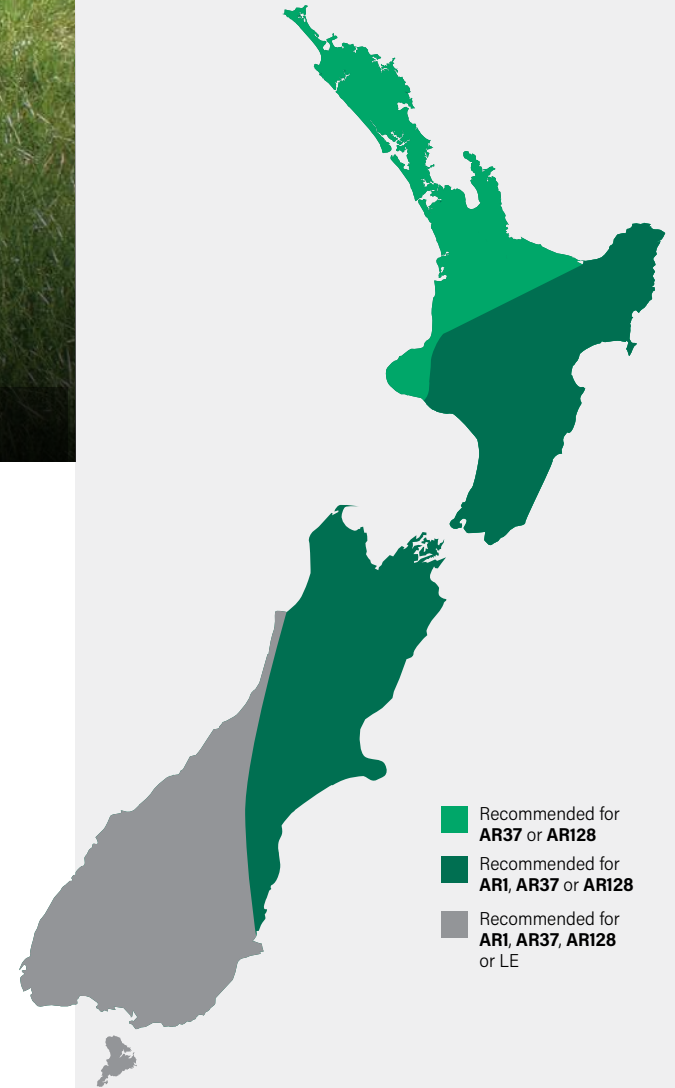 Recommended for
AR37 or AR128
Recommended for
AR1, AR37 or AR128
Recommended for
AR1, AR37, AR128
or LE